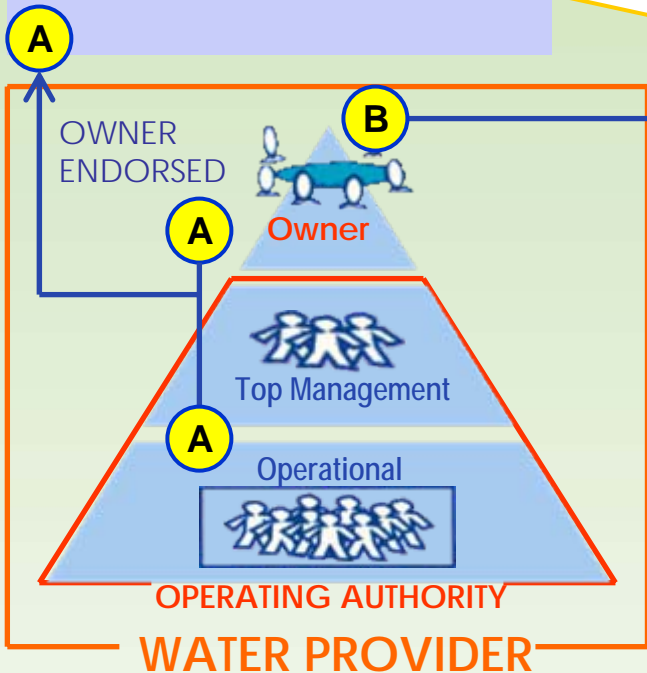 A
B
OWNER
ENDORSED
A
Owner
Top Management
A
Operational
OPERATING AUTHORITY
WATER PROVIDER